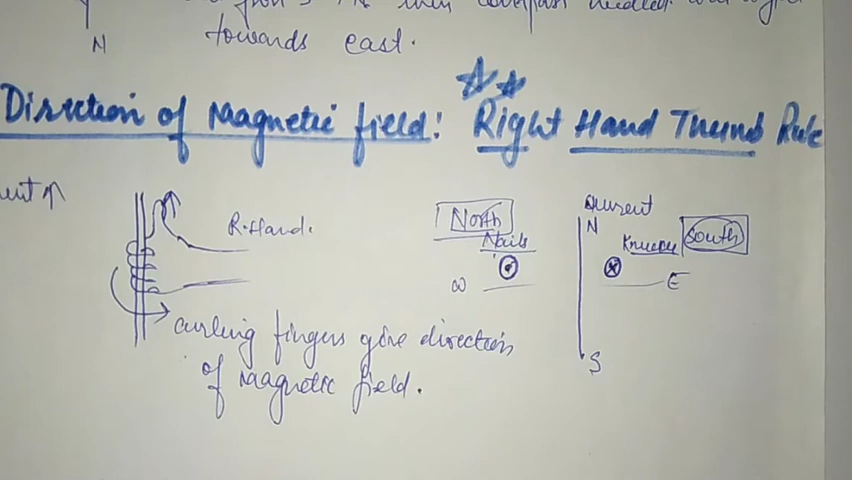 towards east.
N
Direction of Magnetic field: Right Hand Thumb Rule
R.Hand.
North
Nails
W
Current
N
Knuckle
South
E
S
curling fingers give direction
of Magnetic field.